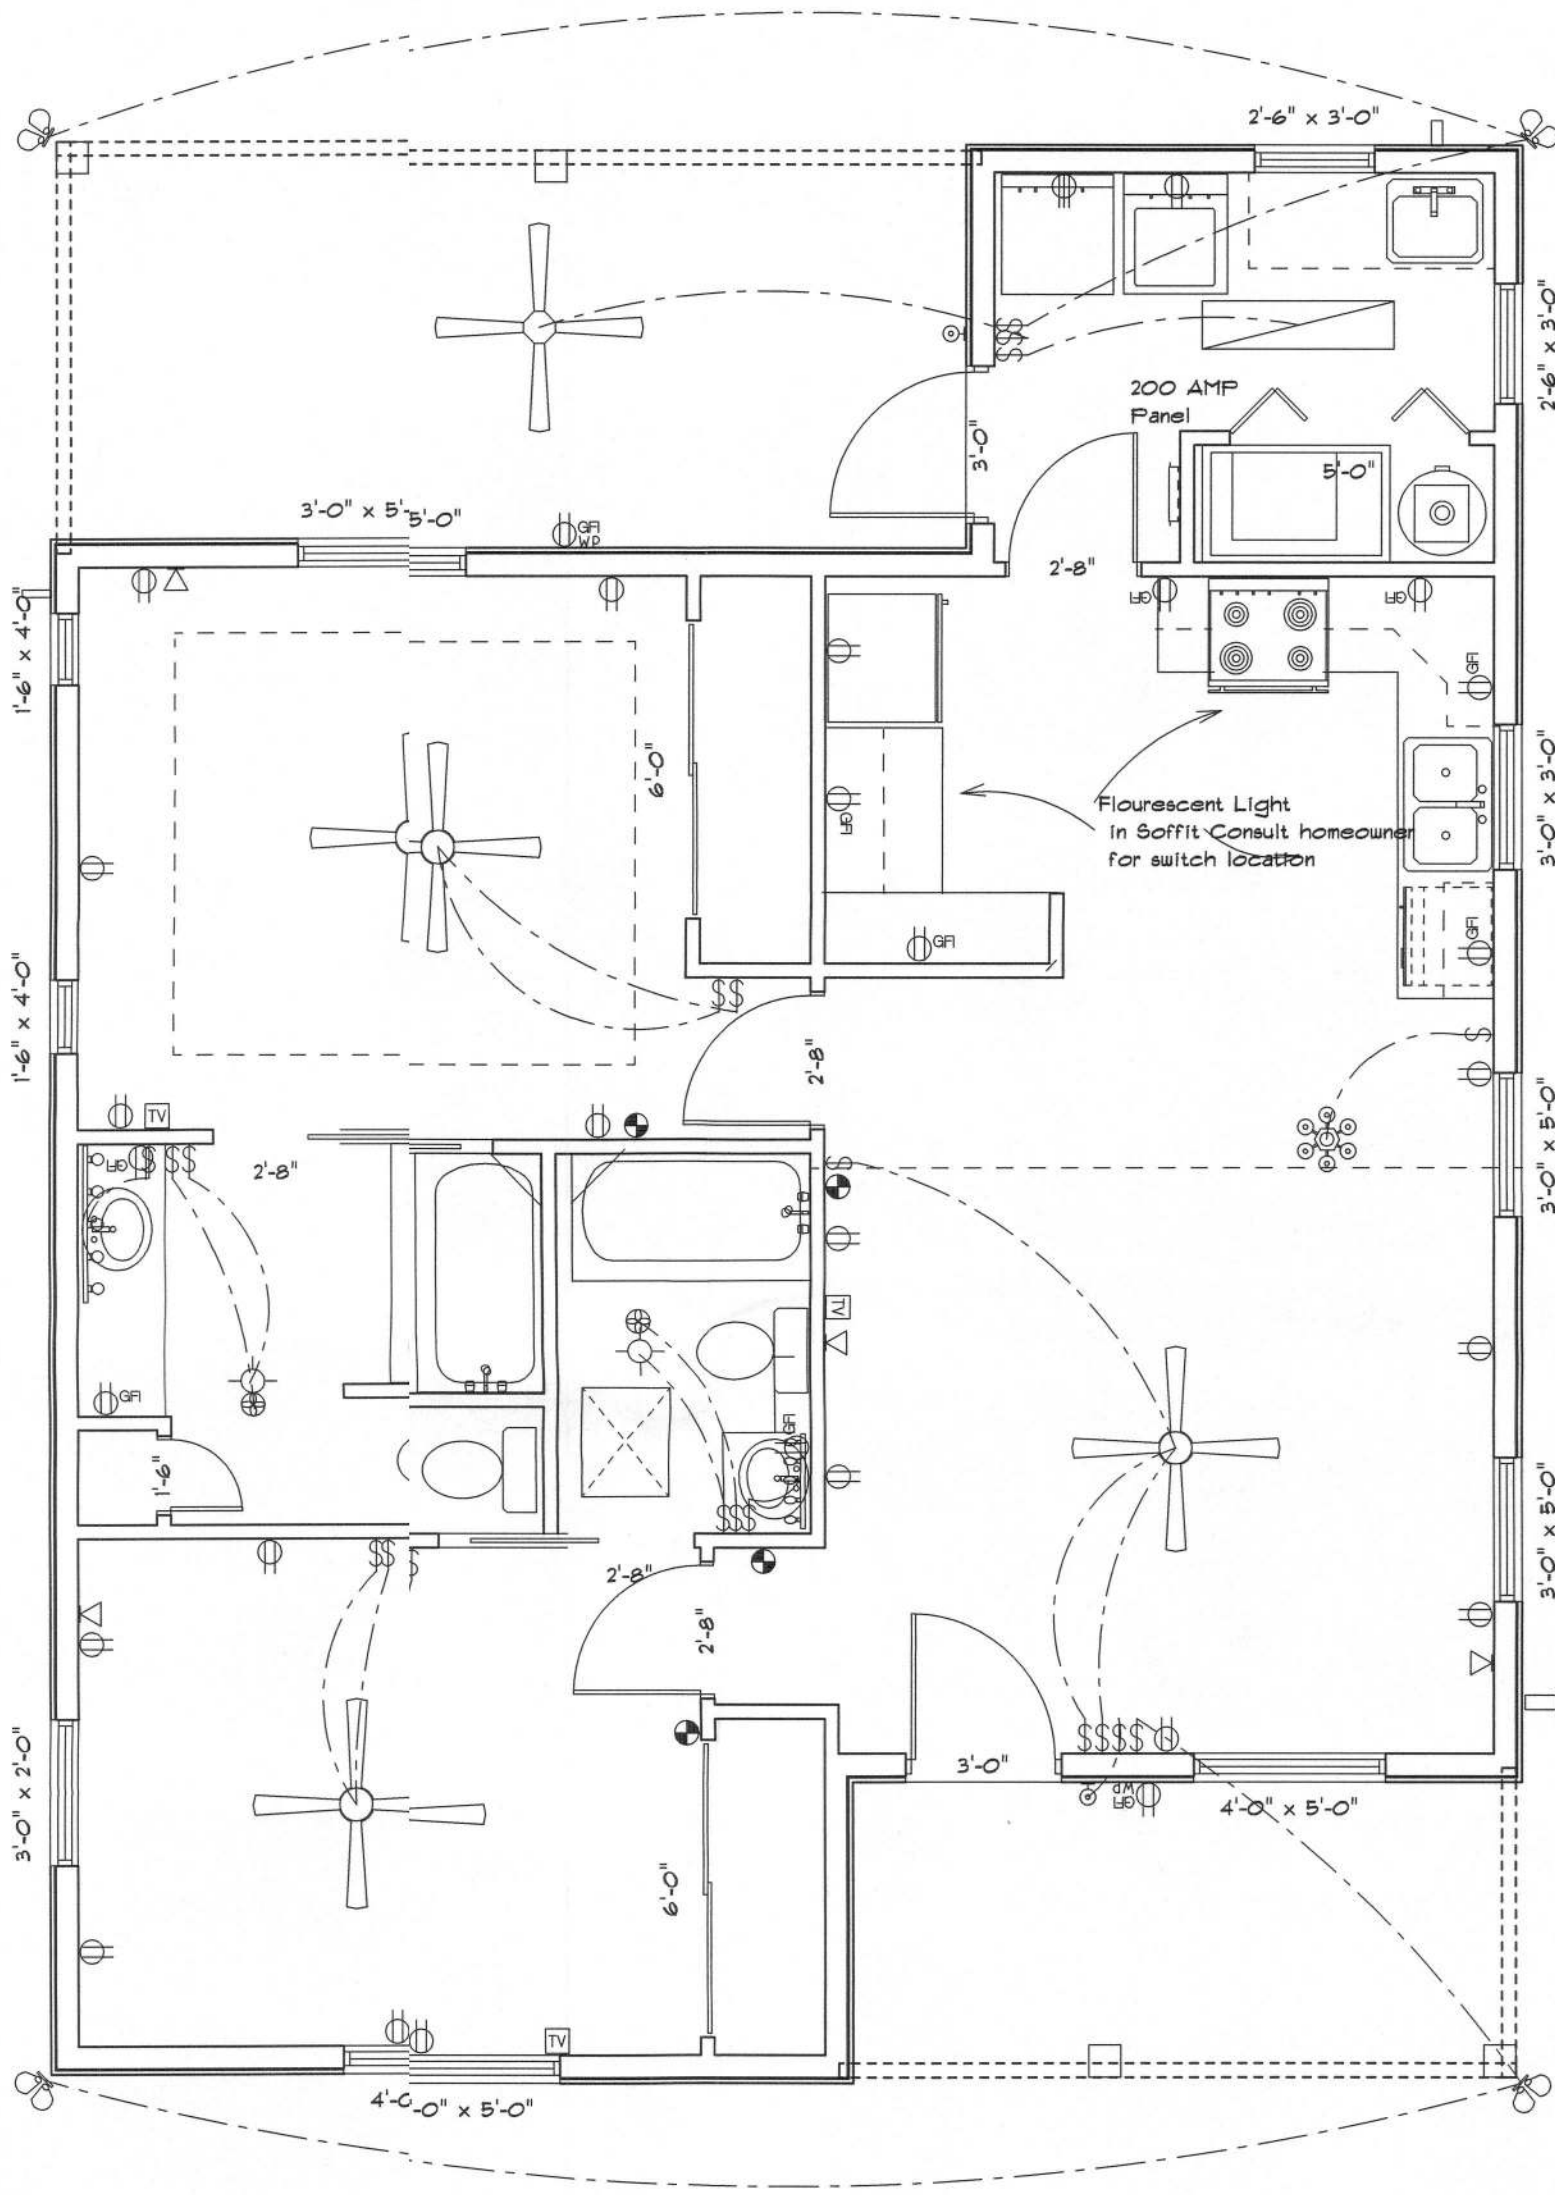 2'-6" x 3'-0"
2'-6" x 3'-0"
200 AMP
Panel
3'-0"
5'-0"
3'-0" x 5'-5'-0"
GFI
WP
2'-8"
1'-6" x 4'-0"
GFI
GFI
GFI
6'-0"
3'-0" x 3'-0"
Flourescent Light
in Soffit Consult homeowner
for switch location
GFI
GFI
GFI
1'-6" x 4'-0"
2'-8"
TV
3'-0" x 5'-0"
GFI
2'-8"
TV
GFI
GFI
1'-6"
3'-0" x 5'-0"
2'-8"
2'-8"
3'-0" x 2'-0"
3'-0"
GFI
WP
4'-0" x 5'-0"
6'-0"
TV
4'-0" x 5'-0"